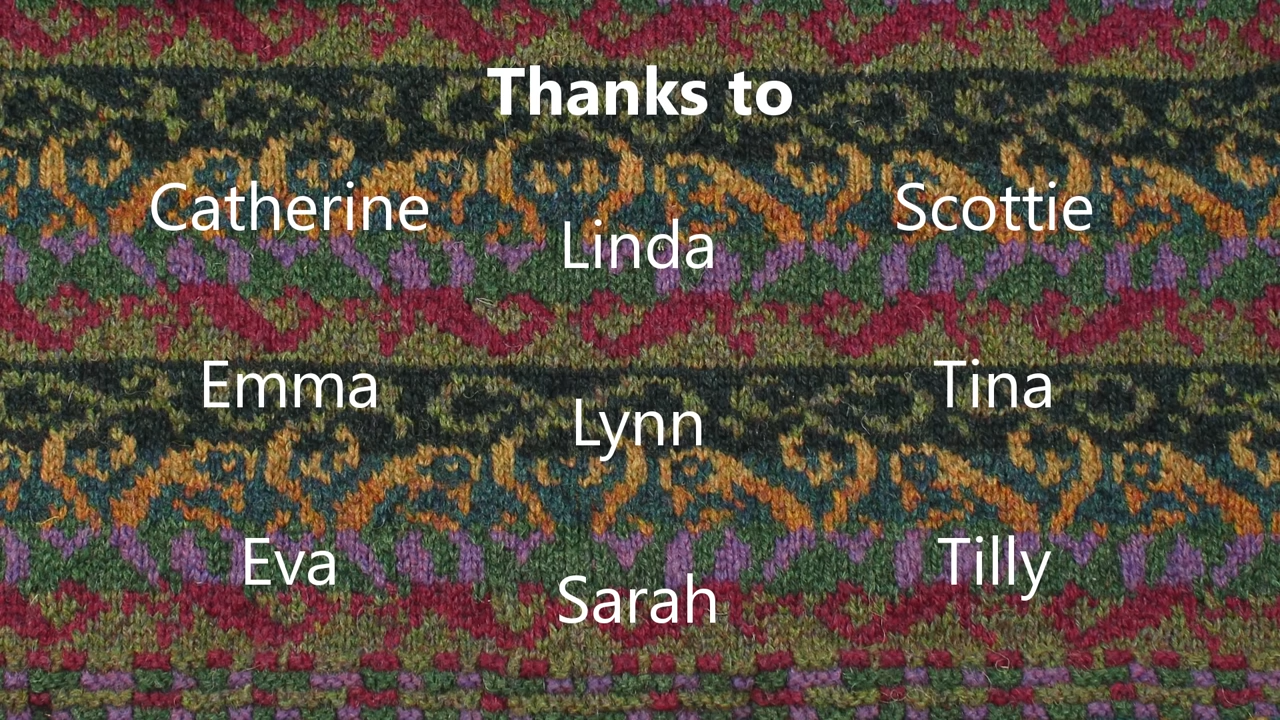 Thanks to
Catherine
Linda
Scottie
Emma
Lynn
Tina
Eva
Sarah
Tilly